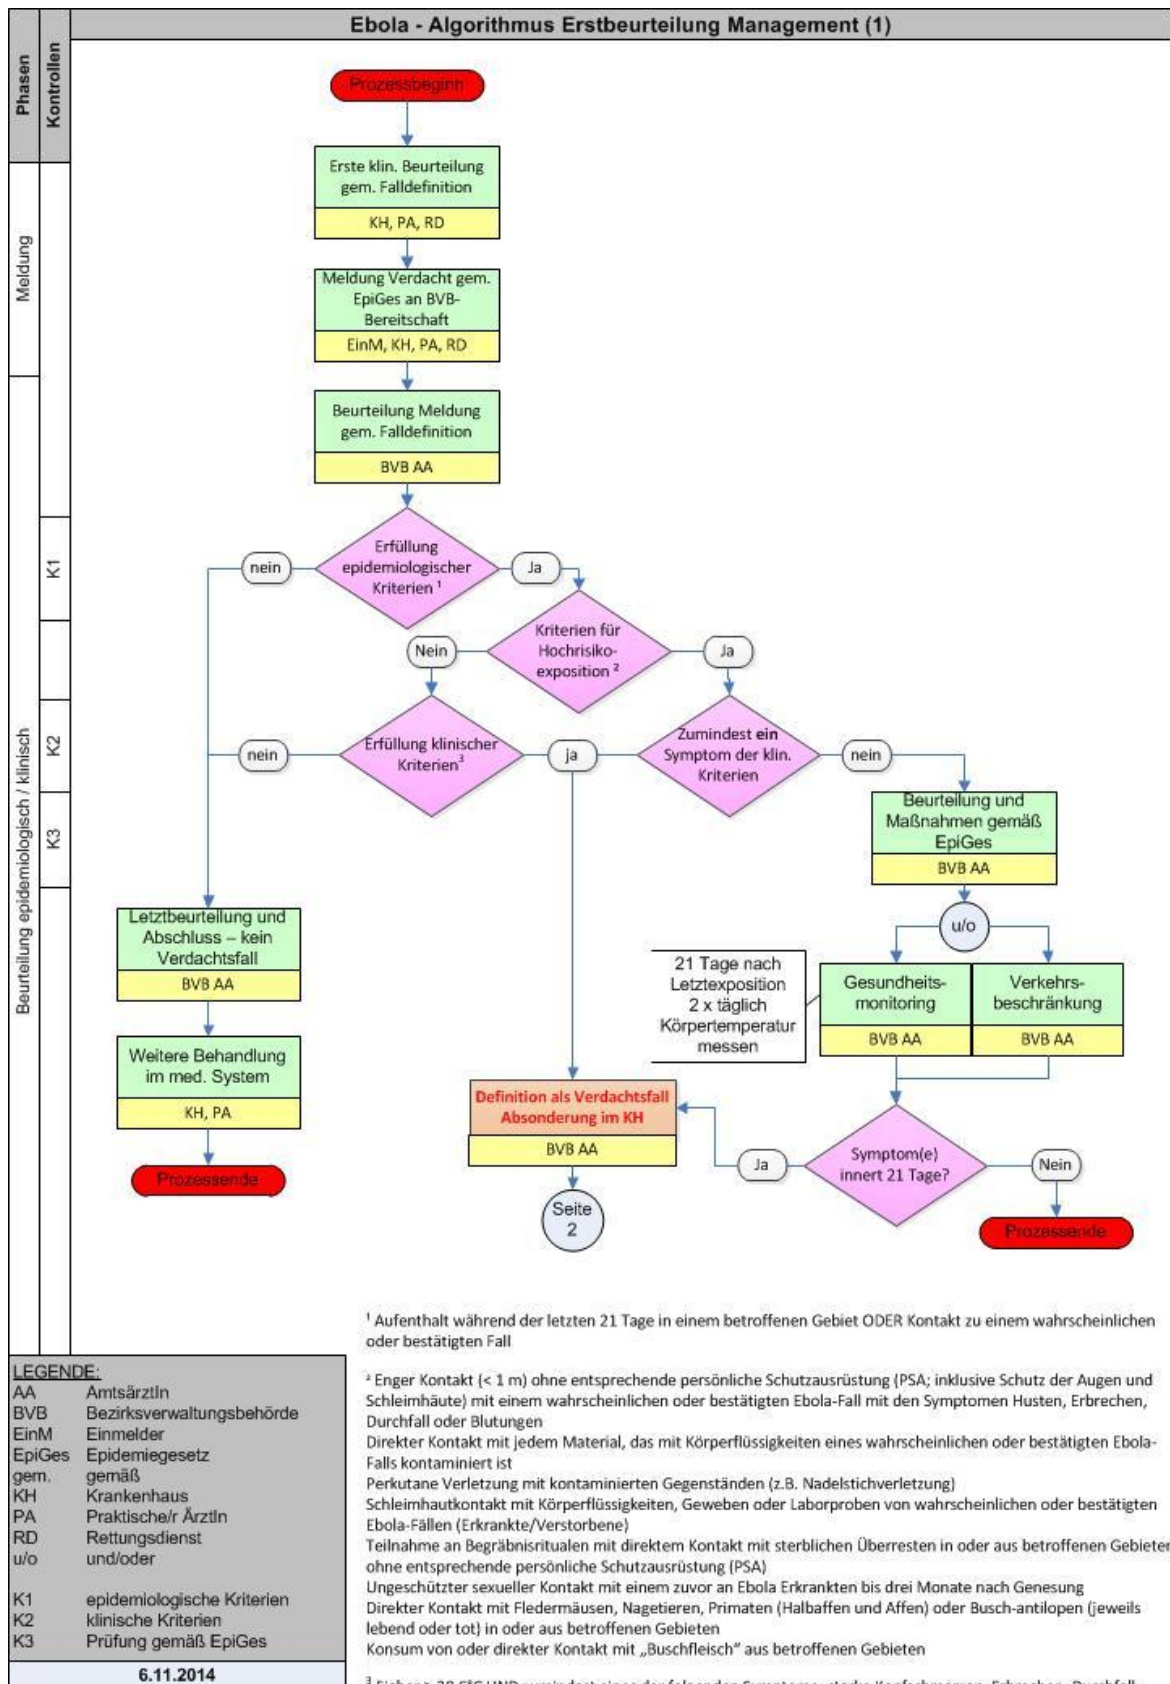 Ebola - Algorithmus Erstbeurteilung Management (1)
Phasen
Kontrollen
Meldung
Beurteilung epidemiologisch / klinisch
K1
K2
K3
Prozessbeginn
Erste klin. Beurteilung
gem. Falldefinition
KH, PA, RD
Meldung Verdacht gem.
EpiGes an BVB-
Bereitschaft
EinM, KH, PA, RD
Beurteilung Meldung
gem. Falldefinition
BVB AA
Erfüllung
epidemiologischer
Kriterien ¹
nein
Ja
Kriterien für
Hochrisiko-
exposition ²
Nein
Ja
Erfüllung klinischer
Kriterien³
nein
ja
Zumindest ein
Symptom der klin.
Kriterien
nein
Beurteilung und
Maßnahmen gemäß
EpiGes
BVB AA
u/o
Letztbeurteilung und
Abschluss – kein
Verdachtsfall
BVB AA
Weitere Behandlung
im med. System
KH, PA
Prozessende
21 Tage nach
Letztexposition
2 x täglich
Körpertemperatur
messen
Gesundheits-
monitoring
BVB AA
Verkehrs-
beschränkung
BVB AA
Definition als Verdachtsfall
Absonderung im KH
BVB AA
Seite
2
Symptom(e)
innert 21 Tage?
Ja
Nein
Prozessende
¹ Aufenthalt während der letzten 21 Tage in einem betroffenen Gebiet ODER Kontakt zu einem wahrscheinlichen
oder bestätigten Fall
² Enger Kontakt (< 1 m) ohne entsprechende persönliche Schutzausrüstung (PSA; inklusive Schutz der Augen und
Schleimhäute) mit einem wahrscheinlichen oder bestätigten Ebola-Fall mit den Symptomen Husten, Erbrechen,
Durchfall oder Blutungen
Direkter Kontakt mit jedem Material, das mit Körperflüssigkeiten eines wahrscheinlichen oder bestätigten Ebola-
Falls kontaminiert ist
Perkutane Verletzung mit kontaminierten Gegenständen (z.B. Nadelstichverletzung)
Schleimhautkontakt mit Körperflüssigkeiten, Geweben oder Laborproben von wahrscheinlichen oder bestätigten
Ebola-Fällen (Erkrankte/Verstorbene)
Teilnahme an Begräbnisritualen mit direktem Kontakt mit sterblichen Überresten in oder aus betroffenen Gebieten
ohne entsprechende persönliche Schutzausrüstung (PSA)
Ungeschützter sexueller Kontakt mit einem zuvor an Ebola Erkrankten bis drei Monate nach Genesung
Direkter Kontakt mit Fledermäusen, Nagetieren, Primaten (Halbaffen und Affen) oder Busch-antilopen (jeweils
lebend oder tot) in oder aus betroffenen Gebieten
Konsum von oder direkter Kontakt mit „Buschfleisch" aus betroffenen Gebieten
LEGENDE:
AA AmtsärztIn
BVB Bezirksverwaltungsbehörde
EinM Einmelder
EpiGes Epidemiegesetz
gem. gemäß
KH Krankenhaus
PA Praktische/r ÄrztIn
RD Rettungsdienst
u/o und/oder
K1 epidemiologische Kriterien
K2 klinische Kriterien
K3 Prüfung gemäß EpiGes
6.11.2014